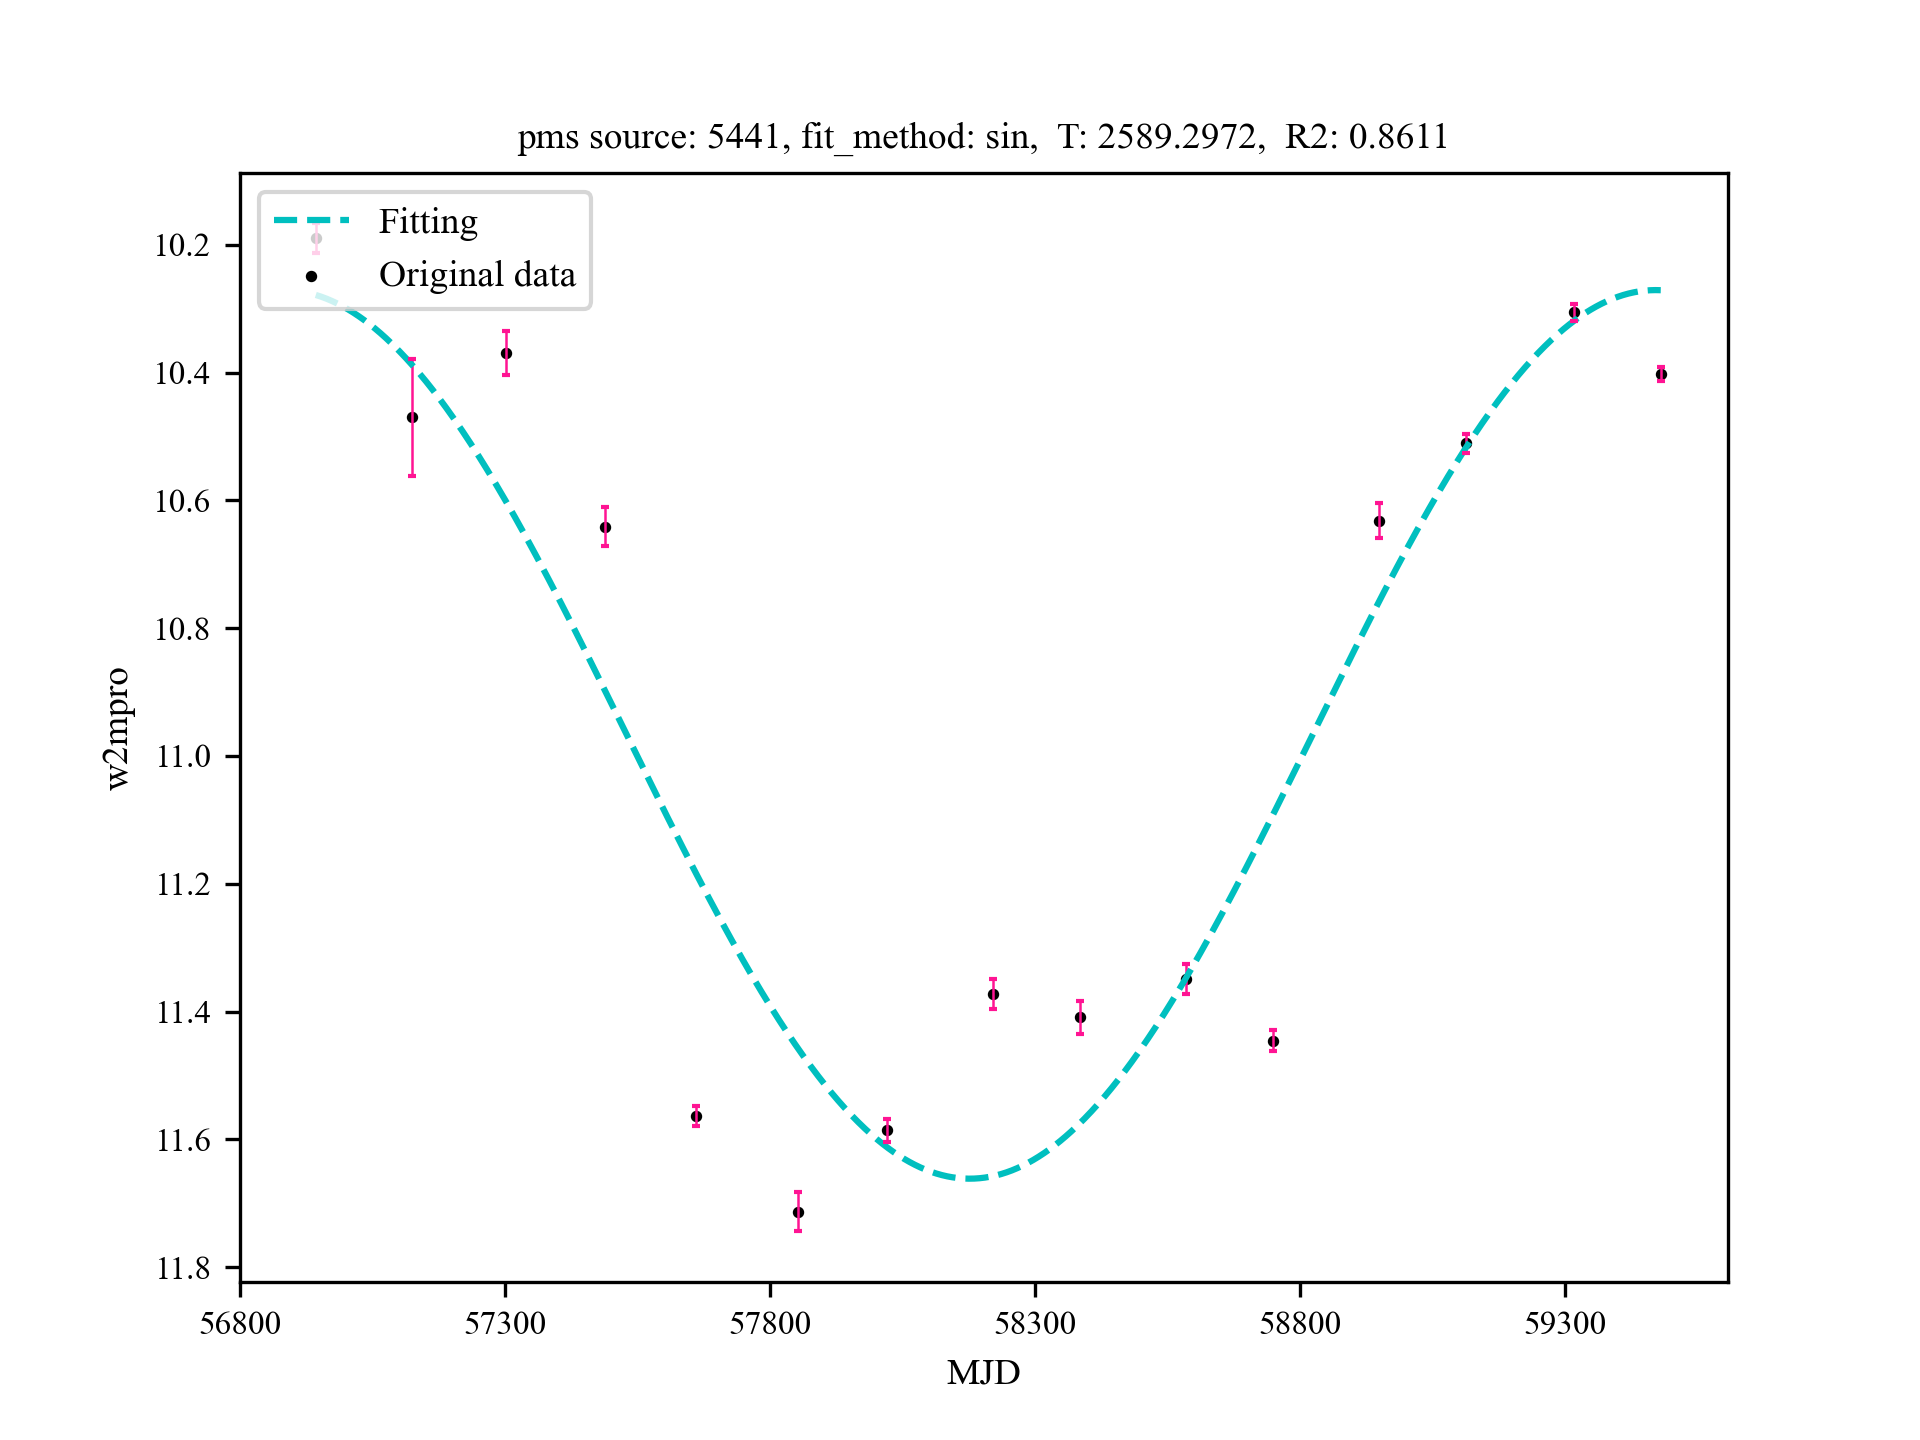 pms source: 5441, fit_method: sin, T: 2589.2972, R2: 0.8611
Fitting
Original data
10.2
10.4
10.6
10.8
11.0
11.2
11.4
11.6
11.8
w2mpro
56800 57300 57800 58300 58800 59300
MJD